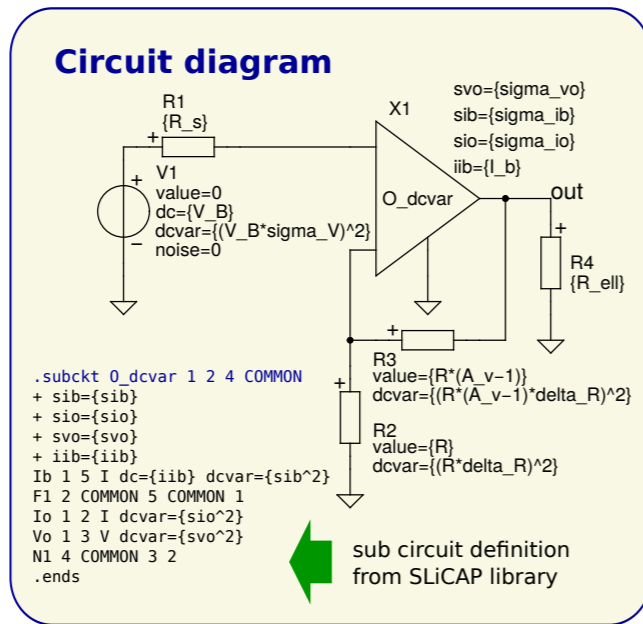 Circuit diagram
svo={sigma_vo}
sib={sigma_ib}
sio={sigma_io}
iib={I_b}
X1
R1
{R_s}
+
+
V1
value=0
dc={V_B}
dcvar={(V_B*sigma_V)^2}
noise=0
−
O_dcvar
out
+
R4
{R_ell}
+
R3
value={R*(A_v−1)}
dcvar={(R*(A_v−1)*delta_R)^2}
+
R2
value={R}
dcvar={(R*delta_R)^2}
.subckt O_dcvar 1 2 4 COMMON
+ sib={sib}
+ sio={sio}
+ svo={svo}
+ iib={iib}
Ib 1 5 I dc={iib} dcvar={sib^2}
F1 2 COMMON 5 COMMON 1
Io 1 2 I dcvar={sio^2}
Vo 1 3 V dcvar={svo^2}
N1 4 COMMON 3 2
.ends
sub circuit definition
from SLiCAP library